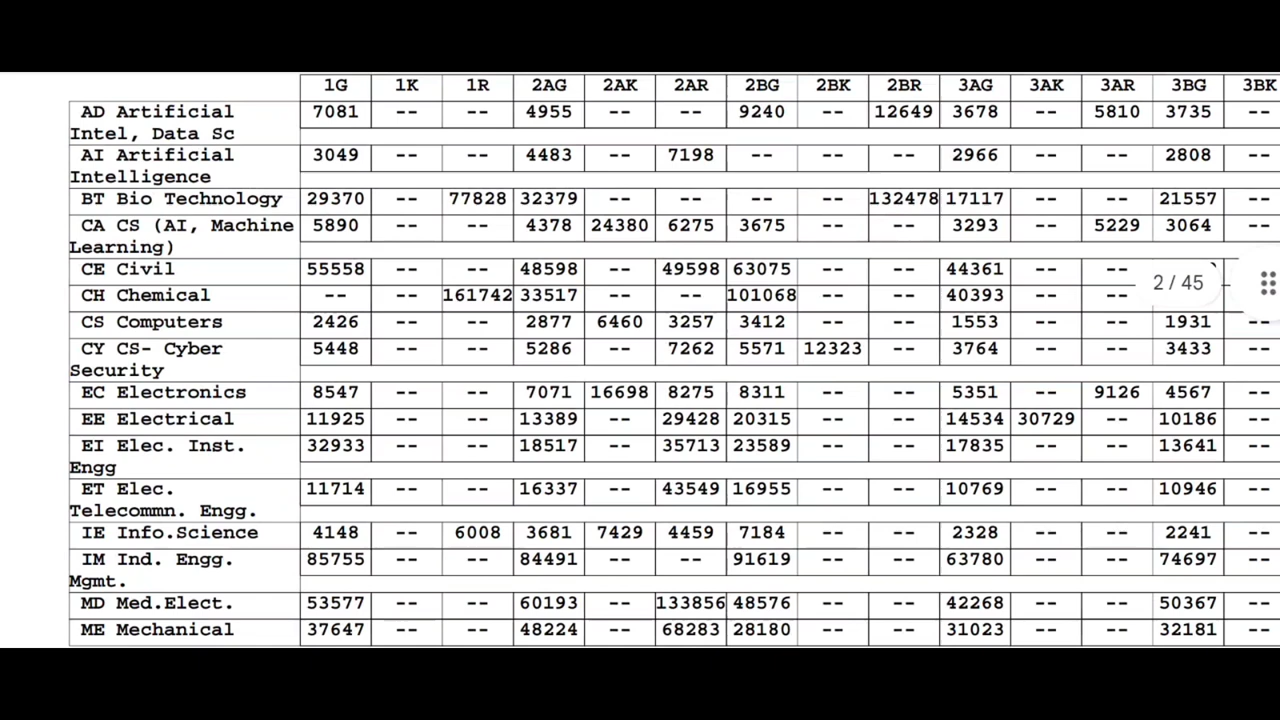 1G 1K 1R 2AG 2AK 2AR 2BG 2BK 2BR 3AG 3AK 3AR 3BG 3BK
AD Artificial 7081 -- -- 4955 -- -- 9240 -- 12649 3678 -- 5810 3735 --
Intel, Data Sc
AI Artificial 3049 -- -- 4483 -- 7198 -- -- -- 2966 -- -- 2808 --
Intelligence
BT Bio Technology 29370 -- 77828 32379 -- -- -- -- 132478 17117 -- -- 21557 --
CA CS (AI, Machine 5890 -- -- 4378 24380 6275 3675 -- -- 3293 -- 5229 3064 --
Learning)
CE Civil 55558 -- -- 48598 -- 49598 63075 -- -- 44361 -- --
2 / 45
CH Chemical -- -- 161742 33517 -- -- 101068 -- -- 40393 -- --
CS Computers 2426 -- -- 2877 6460 3257 3412 -- -- 1553 -- -- 1931 --
CY CS- Cyber 5448 -- -- 5286 -- 7262 5571 12323 -- 3764 -- -- 3433 --
Security
EC Electronics 8547 -- -- 7071 16698 8275 8311 -- -- 5351 -- 9126 4567 --
EE Electrical 11925 -- -- 13389 -- 29428 20315 -- -- 14534 30729 -- 10186 --
EI Elec. Inst. 32933 -- -- 18517 -- 35713 23589 -- -- 17835 -- -- 13641 --
Engg
ET Elec. 11714 -- -- 16337 -- 43549 16955 -- -- 10769 -- -- 10946 --
Telecommn. Engg.
IE Info.Science 4148 -- 6008 3681 7429 4459 7184 -- -- 2328 -- -- 2241 --
IM Ind. Engg. 85755 -- -- 84491 -- -- 91619 -- -- 63780 -- -- 74697 --
Mgmt.
MD Med.Elect. 53577 -- -- 60193 -- 133856 48576 -- -- 42268 -- -- 50367 --
ME Mechanical 37647 -- -- 48224 -- 68283 28180 -- -- 31023 -- -- 32181 --